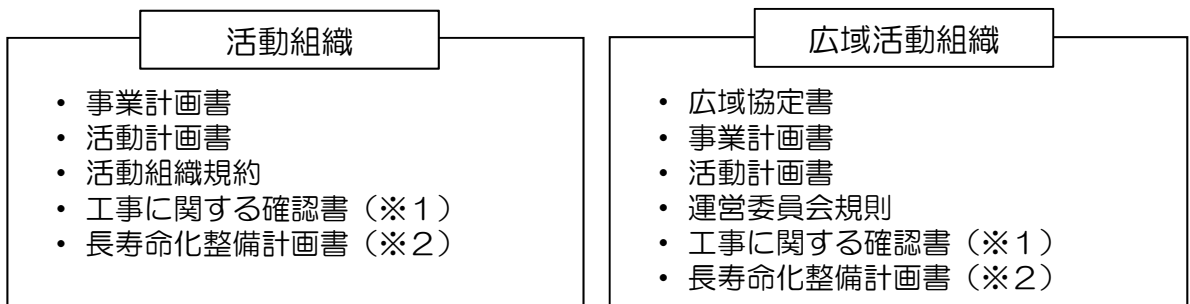 活動組織
・ 事業計画書
・ 活動計画書
・ 活動組織規約
・ 工事に関する確認書（※１）
・ 長寿命化整備計画書（※２）
広域活動組織
・ 広域協定書
・ 事業計画書
・ 活動計画書
・ 運営委員会規則
・ 工事に関する確認書（※１）
・ 長寿命化整備計画書（※２）